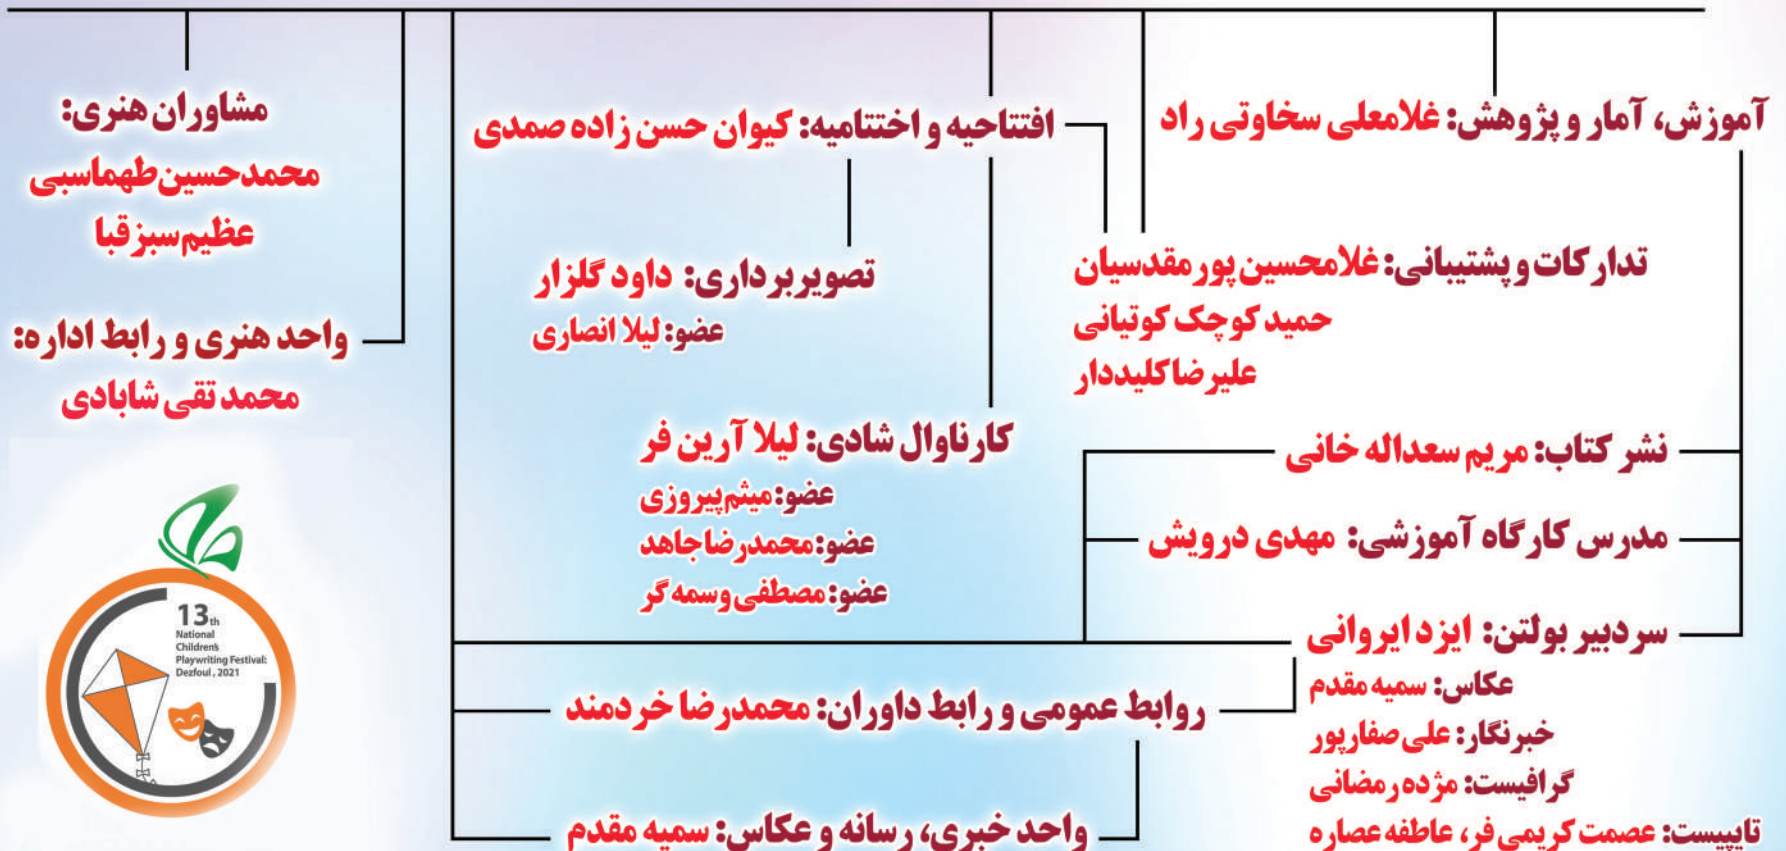 آموزش، آمار و پژوهش: غلامعلی سخاوتی راد
افتتاحیه و اختتامیه: کیوان حسن زاده صمدی
مشاوران هنری:
محمدحسین طهماسبی
عظیم سبزقبا
تدارکات و پشتیبانی: غلامحسین پورمقدسیان
حمید کوچک کوتیانی
علیرضا کلیددار
تصویربرداری: داود گلزار
عضو: لیلا انصاری
واحد هنری و رابط اداره:
محمدتقی شابادی
کارناوال شادی: لیلا آرین فر
عضو: میثم پیروزی
عضو: محمدرضا جاهد
عضو: مصطفی وسمه گر
نشر کتاب: مریم سعداله خانی
مدرس کارگاه آموزشی: مهدی درویش
سردبیر بولتن: ایزد ایروانی
عکاس: سمیه مقدم
خبرنگار: علی صفارپور
گرافیست: مژده رمضانی
تایپیست: عصمت کریمی فر، عاطفه عصاره
روابط عمومی و رابط داوران: محمدرضا خردمند
واحد خبری، رسانه و عکاس: سمیه مقدم
13th
National
Children's
Playwriting Festival:
Dezfoul, 2021